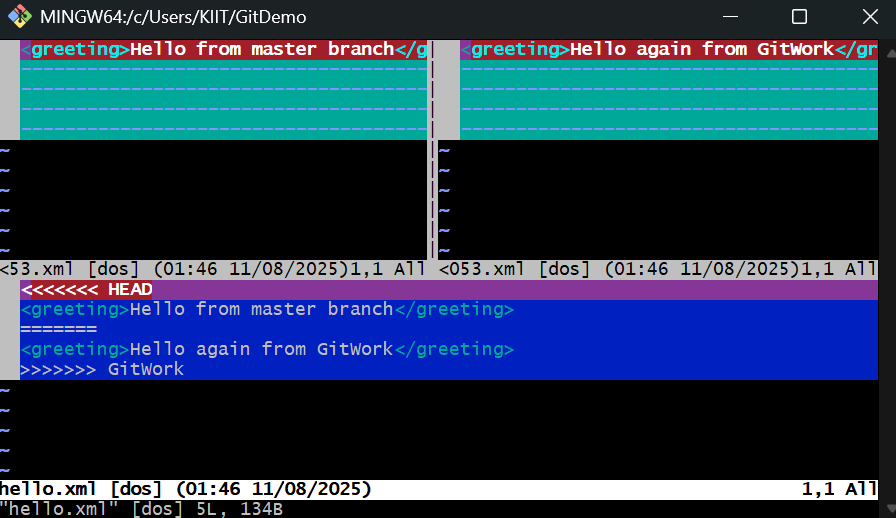 MINGW64:/c/Users/KIIT/GitDemo
<greeting>Hello from master branch</g
<greeting>Hello again from GitWork</gr
-------------------------------------
--------------------------------------
-------------------------------------
--------------------------------------
-------------------------------------
--------------------------------------
-------------------------------------
--------------------------------------
~
~
~
~
~
~
~
~
~
~
~
~
<53.xml [dos] (01:46 11/08/2025)1,1 All
<053.xml [dos] (01:46 11/08/2025)1,1 All
<<<<<<< HEAD
<greeting>Hello from master branch</greeting>
=======
<greeting>Hello again from GitWork</greeting>
>>>>>>> GitWork
~
~
~
~
~
hello.xml [dos] (01:46 11/08/2025) 1,1 All
"hello.xml" [dos] 5L, 134B